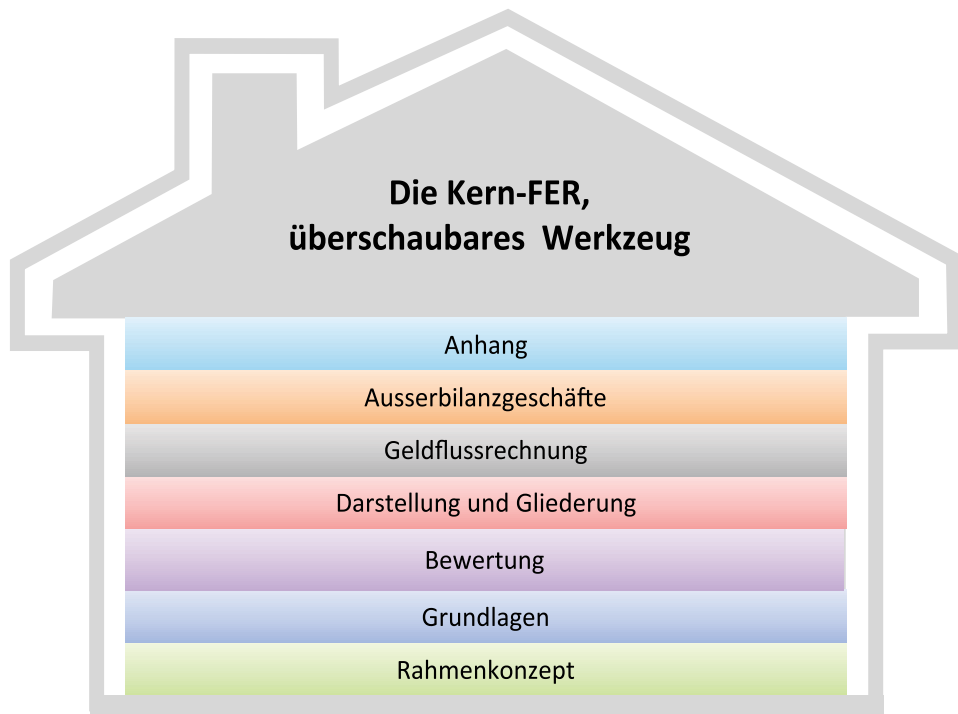 Die Kern-FER,
überschaubares Werkzeug
Anhang
Ausserbilanzgeschäfte
Geldflussrechnung
Darstellung und Gliederung
Bewertung
Grundlagen
Rahmenkonzept